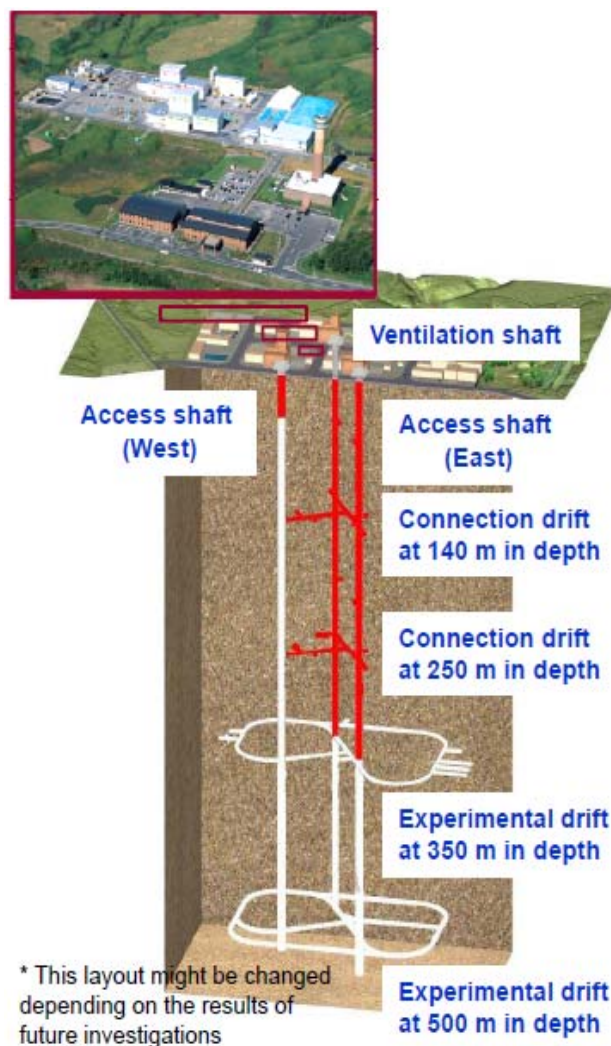 Ventilation shaft
Access shaft
(West)
Access shaft
(East)
Connection drift
at 140 m in depth
Connection drift
at 250 m in depth
Experimental drift
at 350 m in depth
* This layout might be changed
depending on the results of
future investigations
Experimental drift
at 500 m in depth